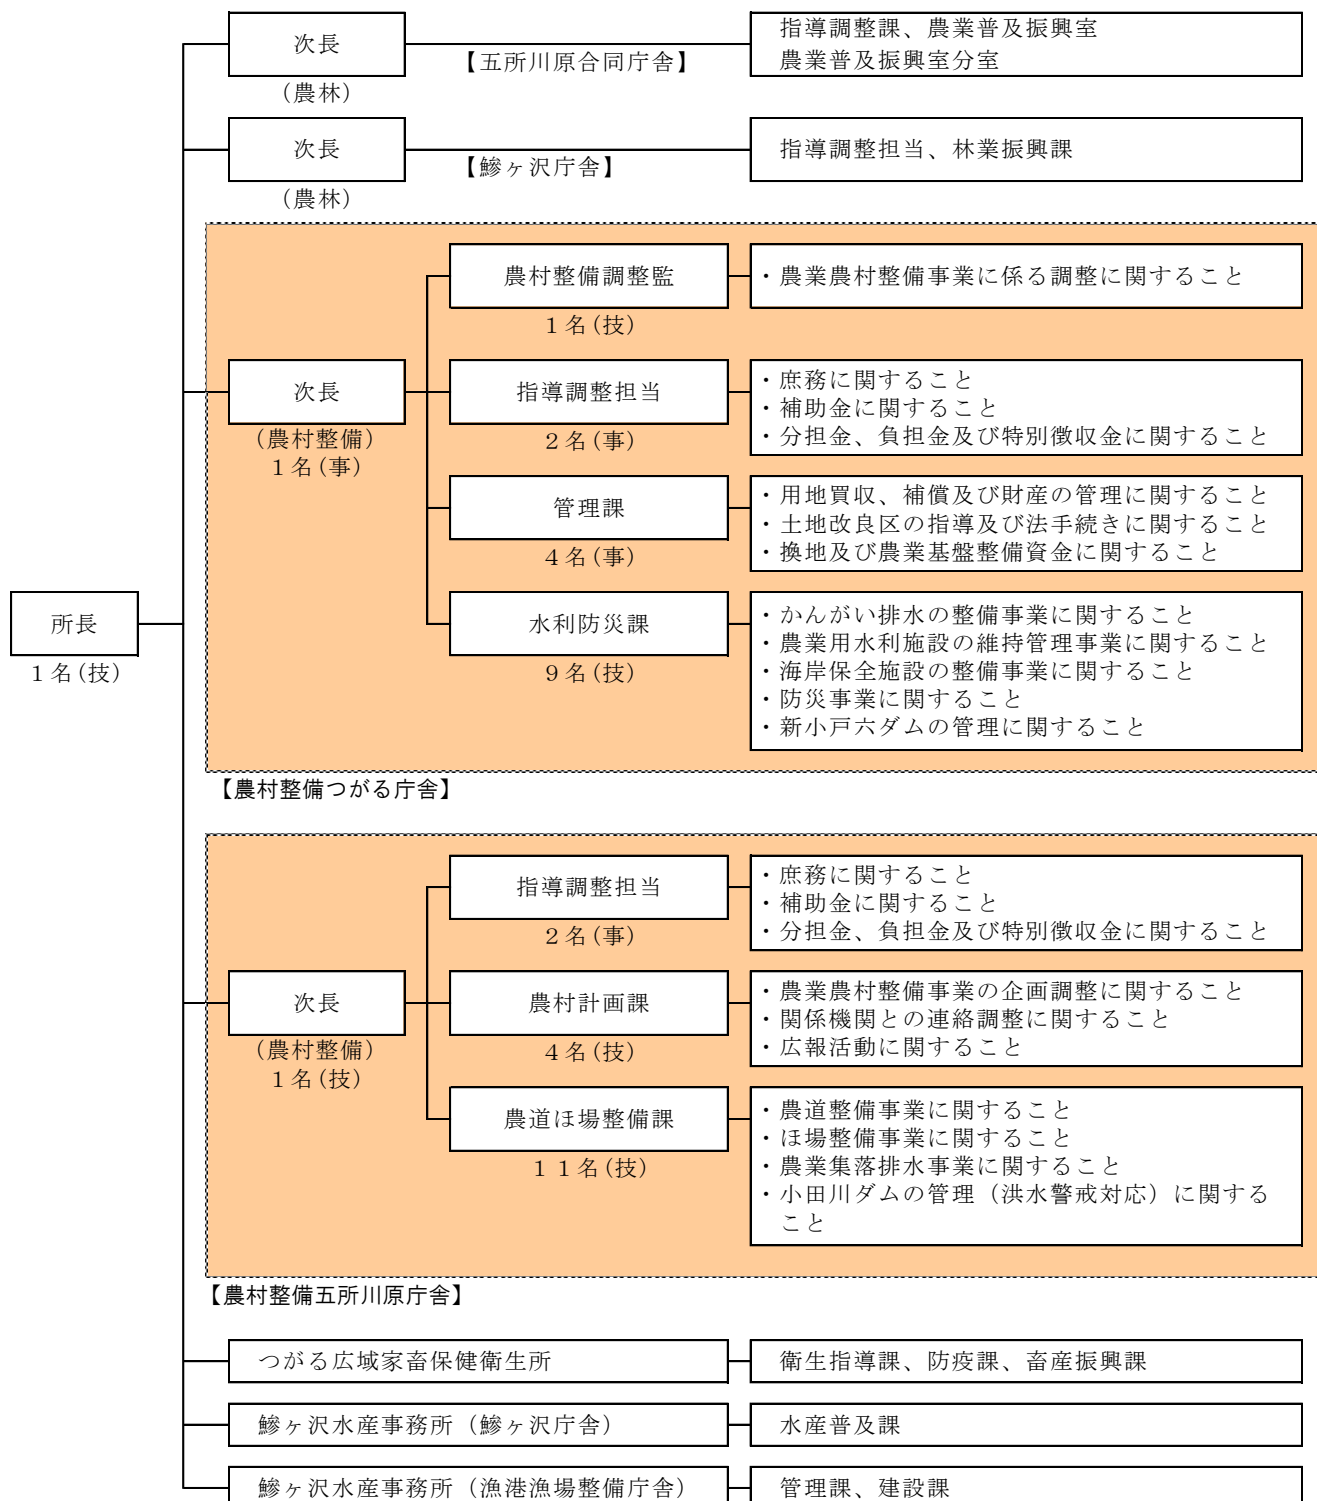 次長
(農林)
【五所川原合同庁舎】
指導調整課、農業普及振興室
農業普及振興室分室
次長
(農林)
【鰺ヶ沢庁舎】
指導調整担当、林業振興課
所長
1名(技)
次長
(農村整備)
1名(事)
農村整備調整監
1名(技)
・農業農村整備事業に係る調整に関すること
指導調整担当
2名(事)
・庶務に関すること
・補助金に関すること
・分担金、負担金及び特別徴収金に関すること
管理課
4名(事)
・用地買収、補償及び財産の管理に関すること
・土地改良区の指導及び法手続きに関すること
・換地及び農業基盤整備資金に関すること
水利防災課
9名(技)
・かんがい排水の整備事業に関すること
・農業用水利施設の維持管理事業に関すること
・海岸保全施設の整備事業に関すること
・防災事業に関すること
・新小戸六ダムの管理に関すること
【農村整備つがる庁舎】
次長
(農村整備)
1名(技)
指導調整担当
2名(事)
・庶務に関すること
・補助金に関すること
・分担金、負担金及び特別徴収金に関すること
農村計画課
4名(技)
・農業農村整備事業の企画調整に関すること
・関係機関との連絡調整に関すること
・広報活動に関すること
農道ほ場整備課
11名(技)
・農道整備事業に関すること
・ほ場整備事業に関すること
・農業集落排水事業に関すること
・小田川ダムの管理（洪水警戒対応）に関する
こと
【農村整備五所川原庁舎】
つがる広域家畜保健衛生所
衛生指導課、防疫課、畜産振興課
鰺ヶ沢水産事務所（鰺ヶ沢庁舎）
水産普及課
鰺ヶ沢水産事務所（漁港漁場整備庁舎）
管理課、建設課